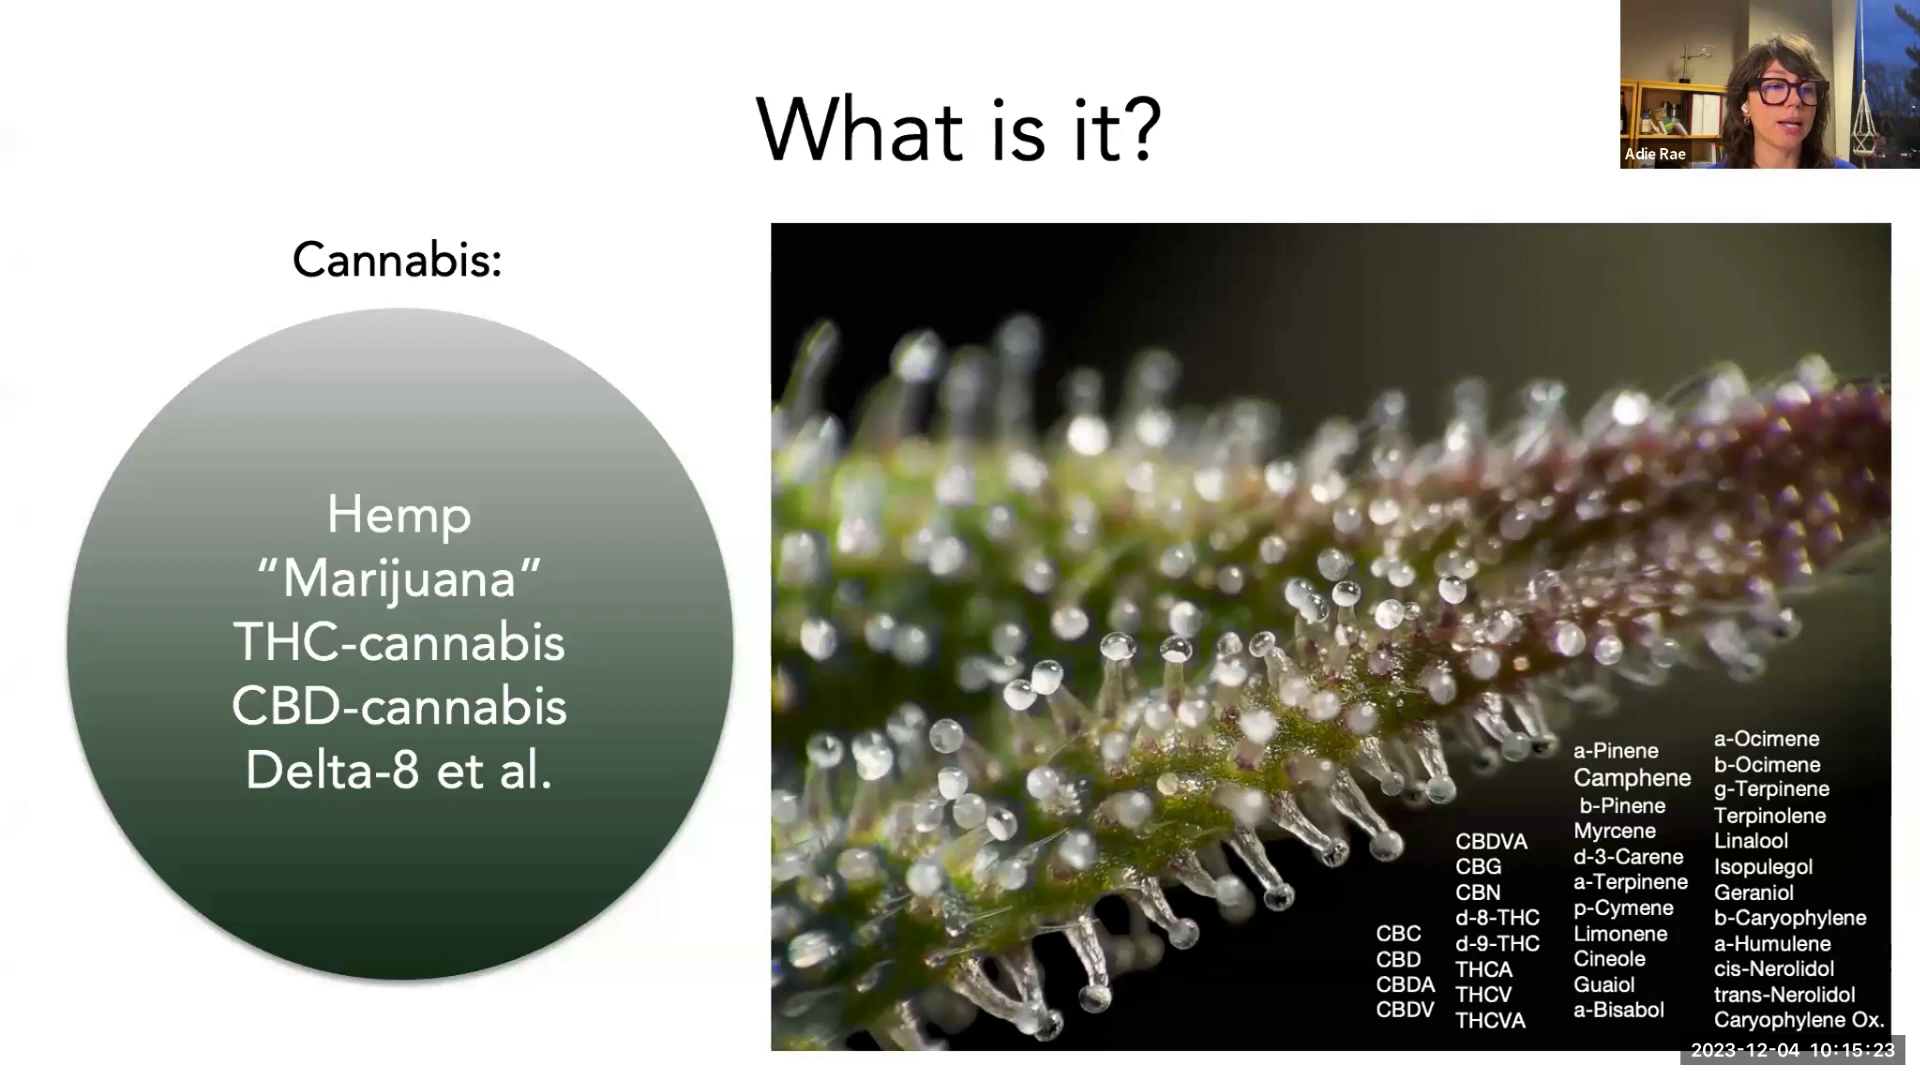 What is it?
Adie Rae
Cannabis:
Hemp
“Marijuana”
THC-cannabis
CBD-cannabis
Delta-8 et al.
CBC
CBD
CBDA
CBDV
CBDVA
CBG
CBN
d-8-THC
d-9-THC
THCA
THCV
THCVA
a-Pinene
Camphene
b-Pinene
Myrcene
d-3-Carene
a-Terpinene
p-Cymene
Limonene
Cineole
Guaiol
a-Bisabol
a-Ocimene
b-Ocimene
g-Terpinene
Terpinolene
Linalool
Isopulegol
Geraniol
b-Caryophylene
a-Humulene
cis-Nerolidol
trans-Nerolidol
Caryophylene Ox.
2023-12-04 10:15:23